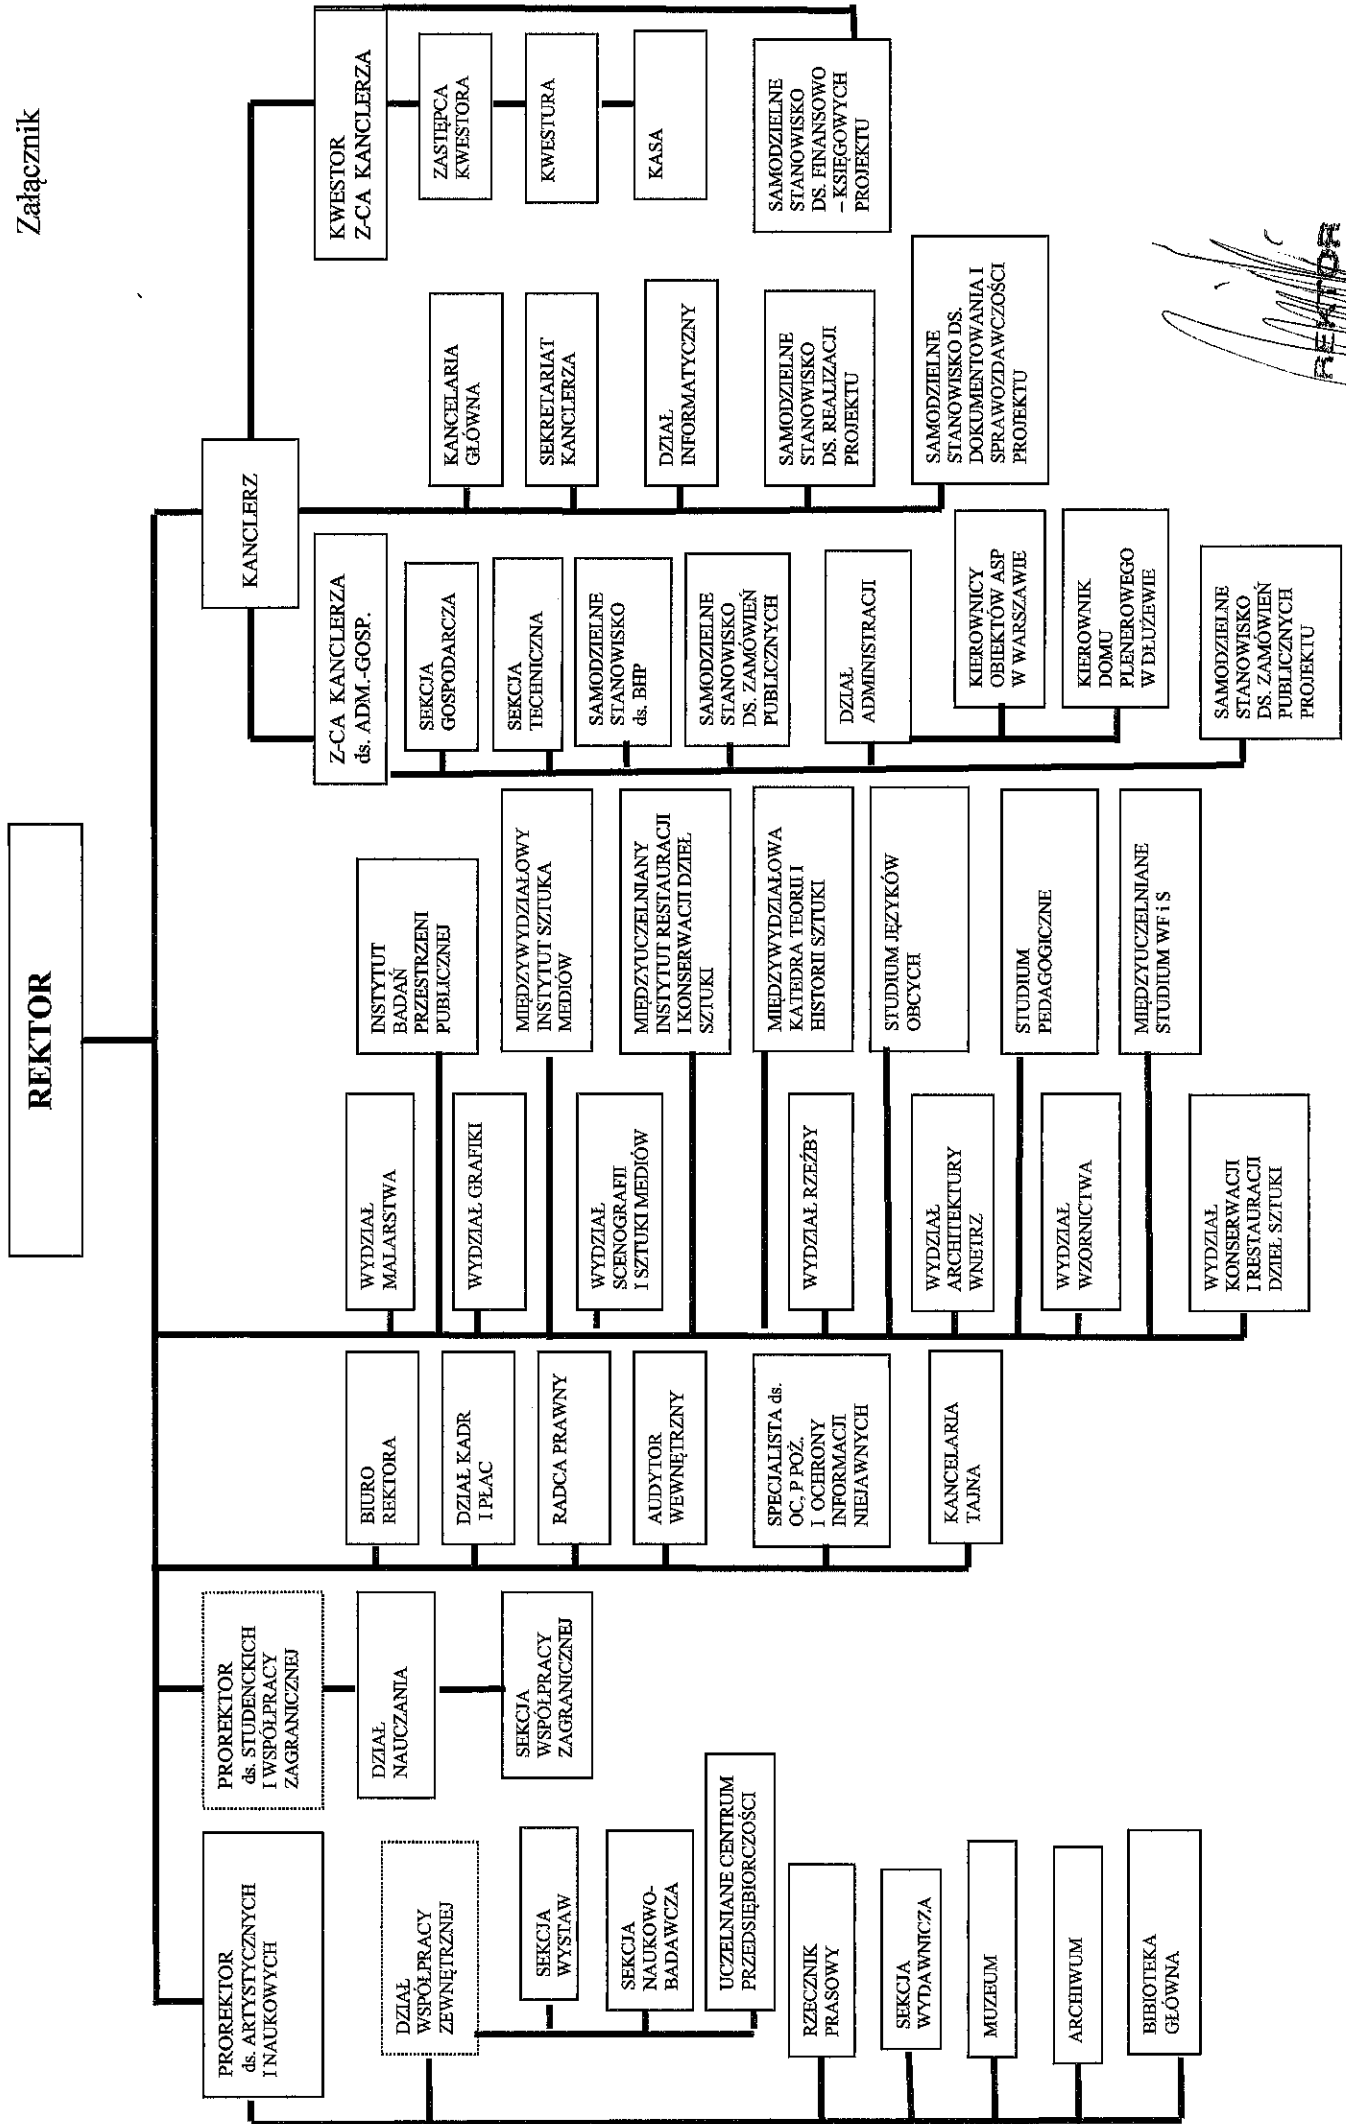 Załącznik
REKTOR
PROREKTOR
ds. ARTYSTYCZNYCH
I NAUKOWYCH
DZIAŁ
WSPÓŁPRACY
ZEWNĘTRZNEJ
SEKCJA
WYSTAW
SEKCJA
NAUKOWO-
BADAWCZA
UCZELNIANE CENTRUM
PRZEDSIĘBIORCZOŚCI
RZECZNIK
PRASOWY
SEKCJA
WYDAWNICZA
MUZEUM
ARCHIWUM
BIBIOTEKA
GŁÓWNA
PROREKTOR
ds. STUDENCKICH
I WSPÓŁPRACY
ZAGRANICZNEJ
DZIAŁ
NAUCZANIA
SEKCJA
WSPÓŁPRACY
ZAGRANICZNEJ
BIURO
REKTORA
DZIAŁ KADR
I PŁAC
RADCA PRAWNY
AUDYTOR
WEWNĘTRZNY
SPECJALISTA ds.
OC, P POŻ.
I OCHRONY
INFORMACJI
NIEJAWNYCH
KANCELARIA
TAJNA
WYDZIAŁ
MALARSTWA
WYDZIAŁ GRAFIKI
WYDZIAŁ
SCENOGRAFII
I SZTUKI MEDIÓW
WYDZIAŁ RZEŹBY
WYDZIAŁ
ARCHITEKTURY
WNETRZ
WYDZIAŁ
WZORNICTWA
WYDZIAŁ
KONSERWACJI
I RESTAURACJI
DZIEŁ SZTUKI
INSTYTUT
BADAŃ
PRZESTRZENI
PUBLICZNEJ
MIĘDZYWYDZIAŁOWY
INSTYTUT SZTUKA
MEDIÓW
MIĘDZYUCZELNIANY
INSTYTUT RESTAURACJI
I KONSERWACJI DZIEŁ
SZTUKI
MIĘDZYWYDZIAŁOWA
KATEDRA TEORII I
HISTORII SZTUKI
STUDIUM JĘZYKÓW
OBCYCH
STUDIUM
PEDAGOGICZNE
MIĘDZYUCZELNIANE
STUDIUM WF i S
KANCLERZ
Z-CA KANCLERZA
ds. ADM.-GOSP.
SEKCJA
GOSPODARCZA
SEKCJA
TECHNICZNA
SAMODZIELNE
STANOWISKO
ds. BHP
SAMODZIELNE
STANOWISKO
DS. ZAMÓWIEŃ
PUBLICZNYCH
DZIAŁ
ADMINISTRACJI
KIEROWNICY
OBIEKTÓW ASP
W WARSZAWIE
KIEROWNIK
DOMU
PLENEROWEGO
W DŁUŻEWIE
SAMODZIELNE
STANOWISKO
DS. ZAMÓWIEŃ
PUBLICZNYCH
PROJEKTU
KANCELARIA
GŁÓWNA
SEKRETARIAT
KANCLERZA
DZIAŁ
INFORMATYCZNY
SAMODZIELNE
STANOWISKO
DS. REALIZACJI
PROJEKTU
SAMODZIELNE
STANOWISKO DS.
DOKUMENTOWANIA I
SPRAWOZDAWCZOŚCI
PROJEKTU
KWESTOR
Z-CA KANCLERZA
ZASTĘPCA
KWESTORA
KWESTURA
KASA
SAMODZIELNE
STANOWISKO
DS. FINANSOWO
– KSIĘGOWYCH
PROJEKTU
REKTOR